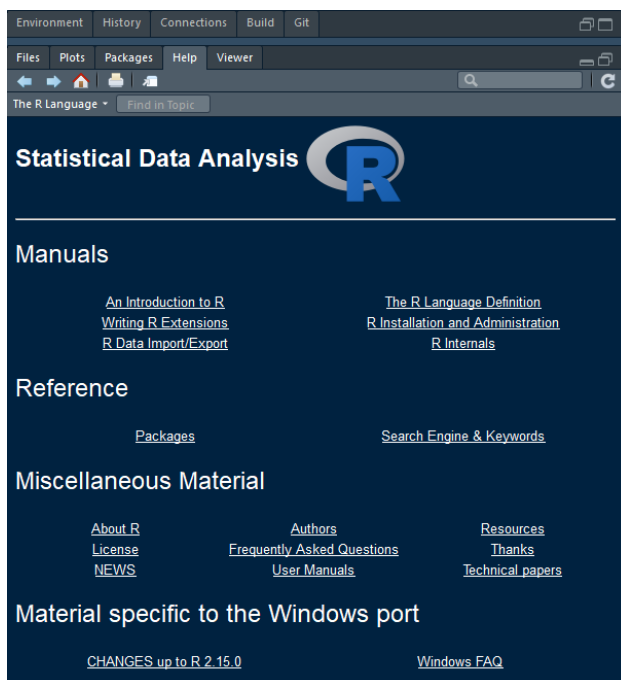 Environment History Connections Build Git
Files Plots Packages Help Viewer
The R Language Find in Topic
Statistical Data Analysis R
Manuals
An Introduction to R The R Language Definition
Writing R Extensions R Installation and Administration
R Data Import/Export R Internals
Reference
Packages Search Engine & Keywords
Miscellaneous Material
About R Authors Resources
License Frequently Asked Questions Thanks
NEWS User Manuals Technical papers
Material specific to the Windows port
CHANGES up to R 2.15.0 Windows FAQ